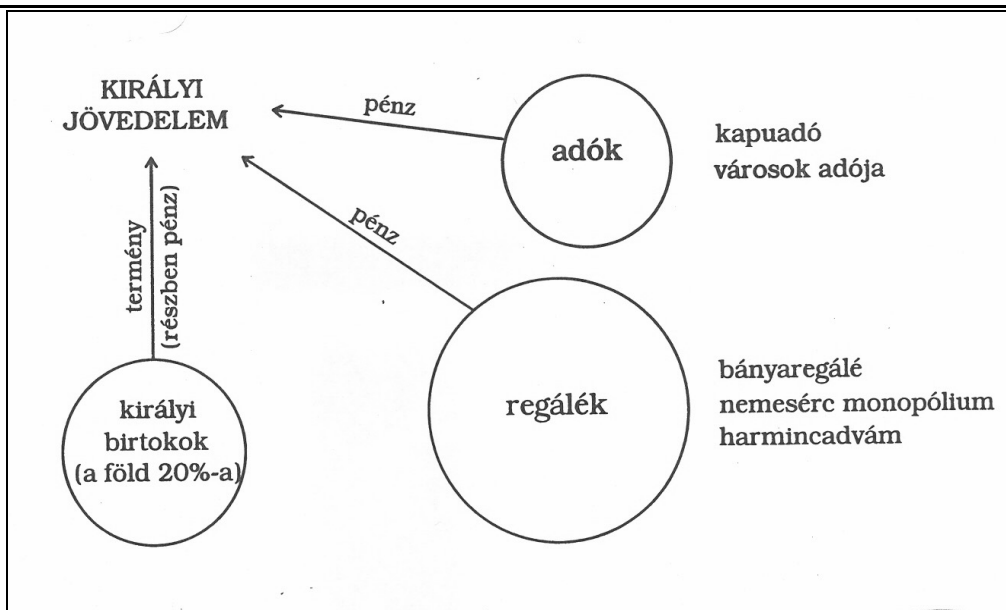 KIRÁLYI
JÖVEDELEM
pénz
adók
kapuadó
városok adója
termény
(részben pénz)
pénz
királyi
birtokok
(a föld 20%-a)
regálék
bányaregálé
nemesérc monopólium
harmincadvám